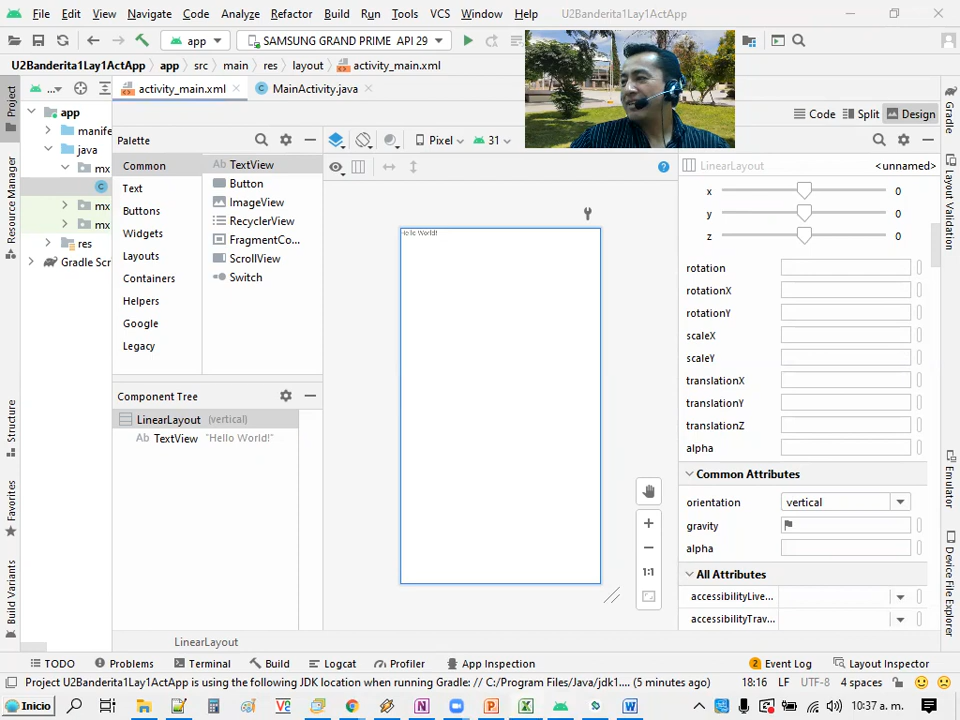 File Edit View Navigate Code Analyze Refactor Build Run Tools VCS Window Help U2Banderita1Lay1ActApp
app SAMSUNG GRAND PRIME API 29
U2Banderita1Lay1ActApp app src main res layout activity_main.xml
... activity_main.xml MainActivity.java
Project
Resource Manager
Structure
Favorites
Build Variants
app
manife
java
mx
mx
mx
res
Gradle Scr
Palette
Common
Text
Buttons
Widgets
Layouts
Containers
Helpers
Google
Legacy
Ab TextView
Button
ImageView
RecyclerView
FragmentCo...
ScrollView
Switch
Component Tree
LinearLayout (vertical)
Ab TextView "Hello World!"
LinearLayout
Pixel 31
Hello World!
1:1
Code Split Design
LinearLayout <unnamed>
x 0
y 0
z 0
rotation
rotationX
rotationY
scaleX
scaleY
translationX
translationY
translationZ
alpha
Common Attributes
orientation vertical
gravity
alpha
All Attributes
accessibilityLive...
accessibilityTrav...
Gradle
Layout Validation
Emulator
Device File Explorer
TODO Problems Terminal Build Logcat Profiler App Inspection 2 Event Log Layout Inspector
Project U2Banderita1Lay1ActApp is using the following JDK location when running Gradle: // C:/Program Files/Java/jdk1.... (5 minutes ago) 18:16 LF UTF-8 4 spaces
Inicio 10:37 a. m.